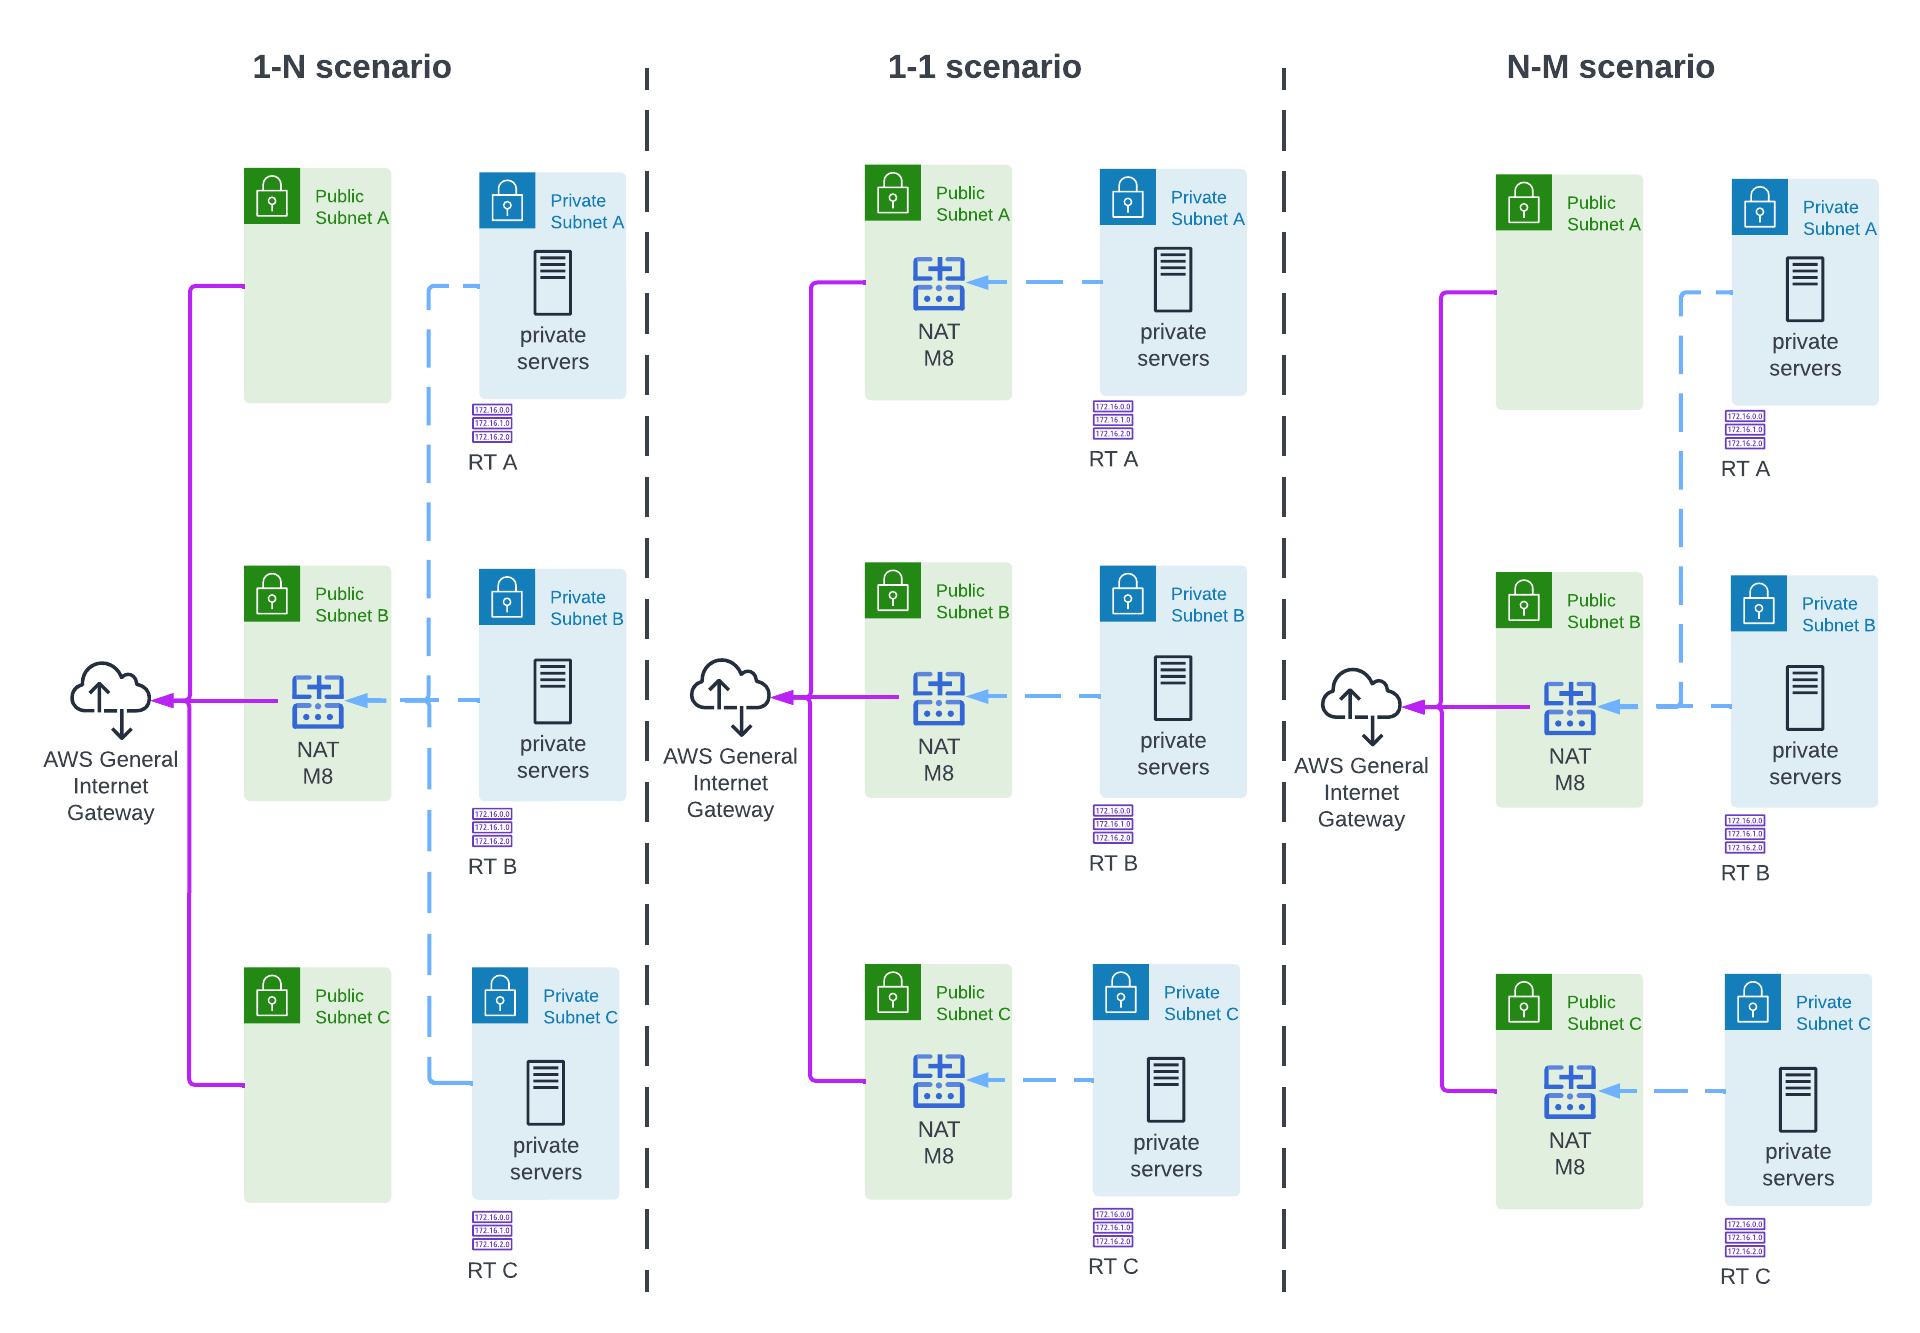 1-N scenario
Public
Subnet A
Private
Subnet A
private
servers
172.16.0.0
172.16.1.0
172.16.2.0
RT A
Public
Subnet B
NAT
M8
Private
Subnet B
private
servers
172.16.0.0
172.16.1.0
172.16.2.0
RT B
AWS General
Internet
Gateway
Public
Subnet C
Private
Subnet C
private
servers
172.16.0.0
172.16.1.0
172.16.2.0
RT C
1-1 scenario
Public
Subnet A
NAT
M8
Private
Subnet A
private
servers
172.16.0.0
172.16.1.0
172.16.2.0
RT A
Public
Subnet B
NAT
M8
Private
Subnet B
private
servers
172.16.0.0
172.16.1.0
172.16.2.0
RT B
AWS General
Internet
Gateway
Public
Subnet C
NAT
M8
Private
Subnet C
private
servers
172.16.0.0
172.16.1.0
172.16.2.0
RT C
N-M scenario
Public
Subnet A
Private
Subnet A
private
servers
172.16.0.0
172.16.1.0
172.16.2.0
RT A
Public
Subnet B
NAT
M8
Private
Subnet B
private
servers
172.16.0.0
172.16.1.0
172.16.2.0
RT B
AWS General
Internet
Gateway
Public
Subnet C
NAT
M8
Private
Subnet C
private
servers
172.16.0.0
172.16.1.0
172.16.2.0
RT C